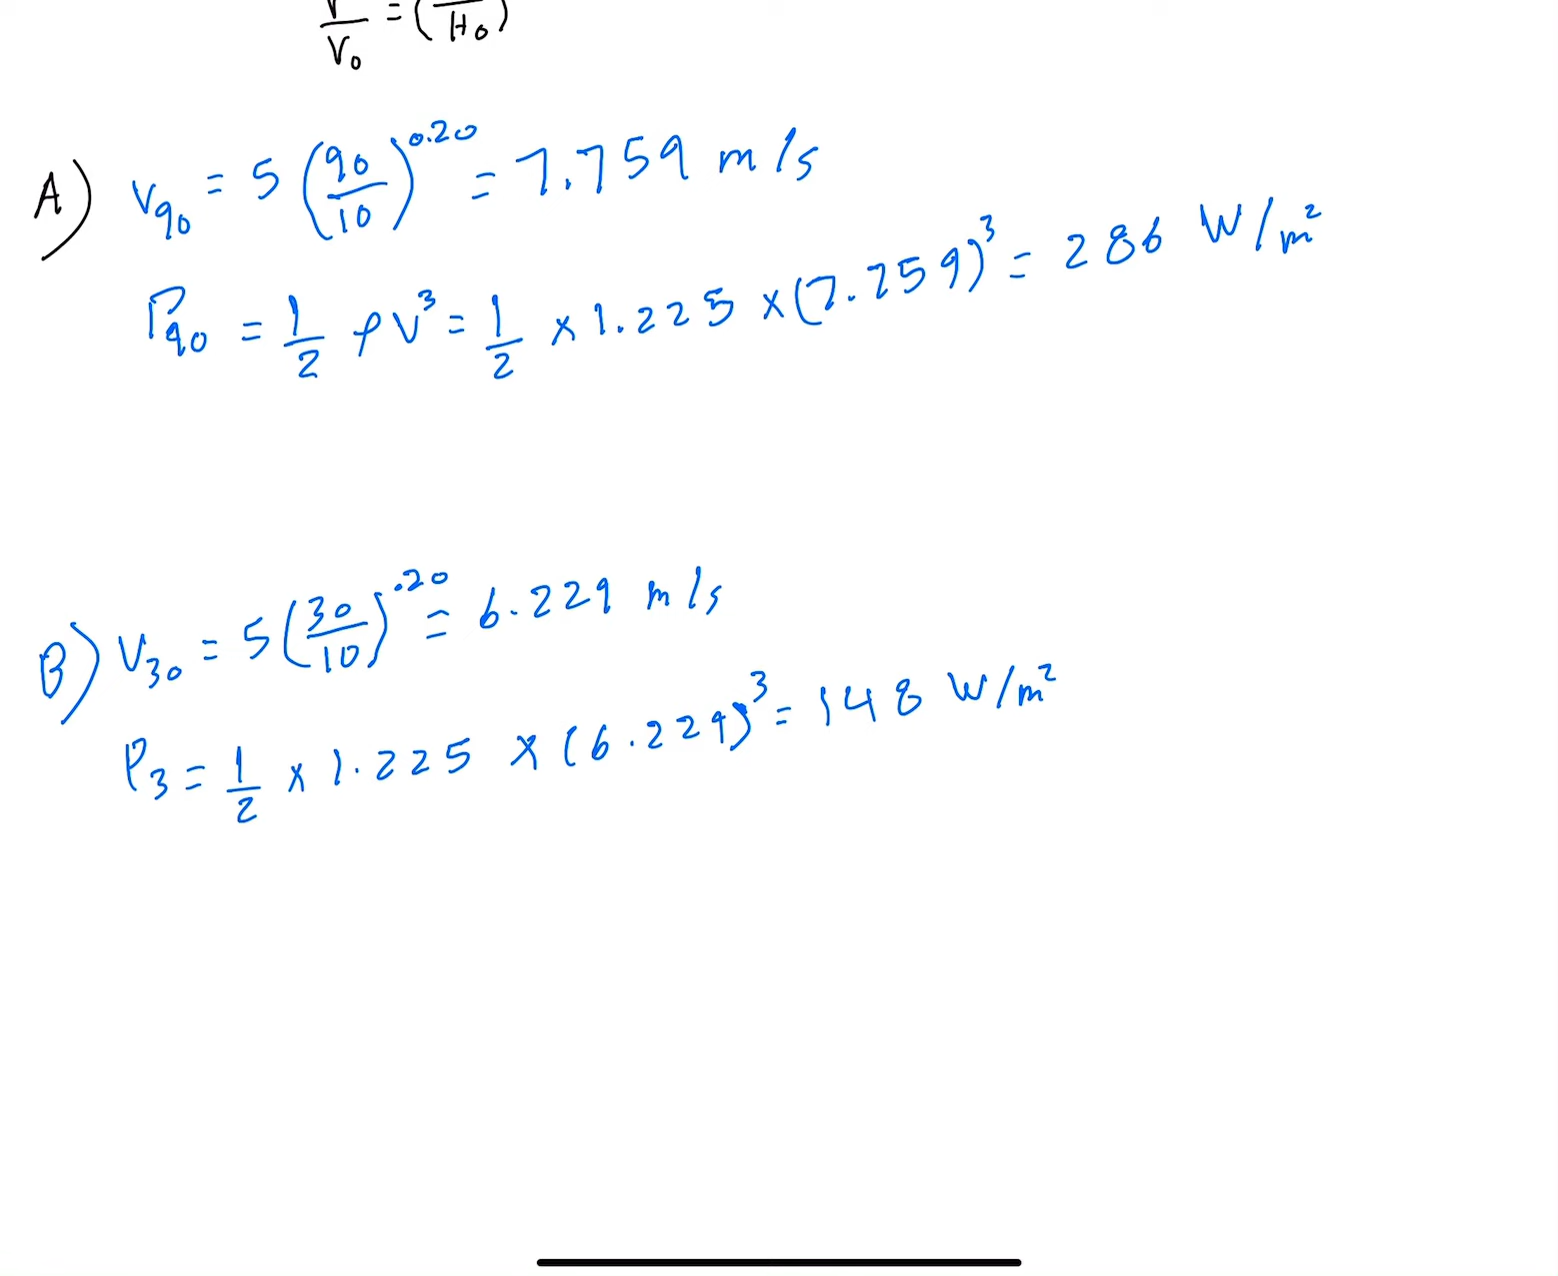 V/V₀ = (/H₀)
A) V₉₀ = 5 (90/10)^0.20 = 7.759 m/s
P₉₀ = 1/2 ρV³ = 1/2 × 1.225 × (7.759)³ = 286 W/m²
B) V₃₀ = 5 (30/10)^.20 = 6.229 m/s
P₃ = 1/2 × 1.225 × (6.229)³ = 148 W/m²